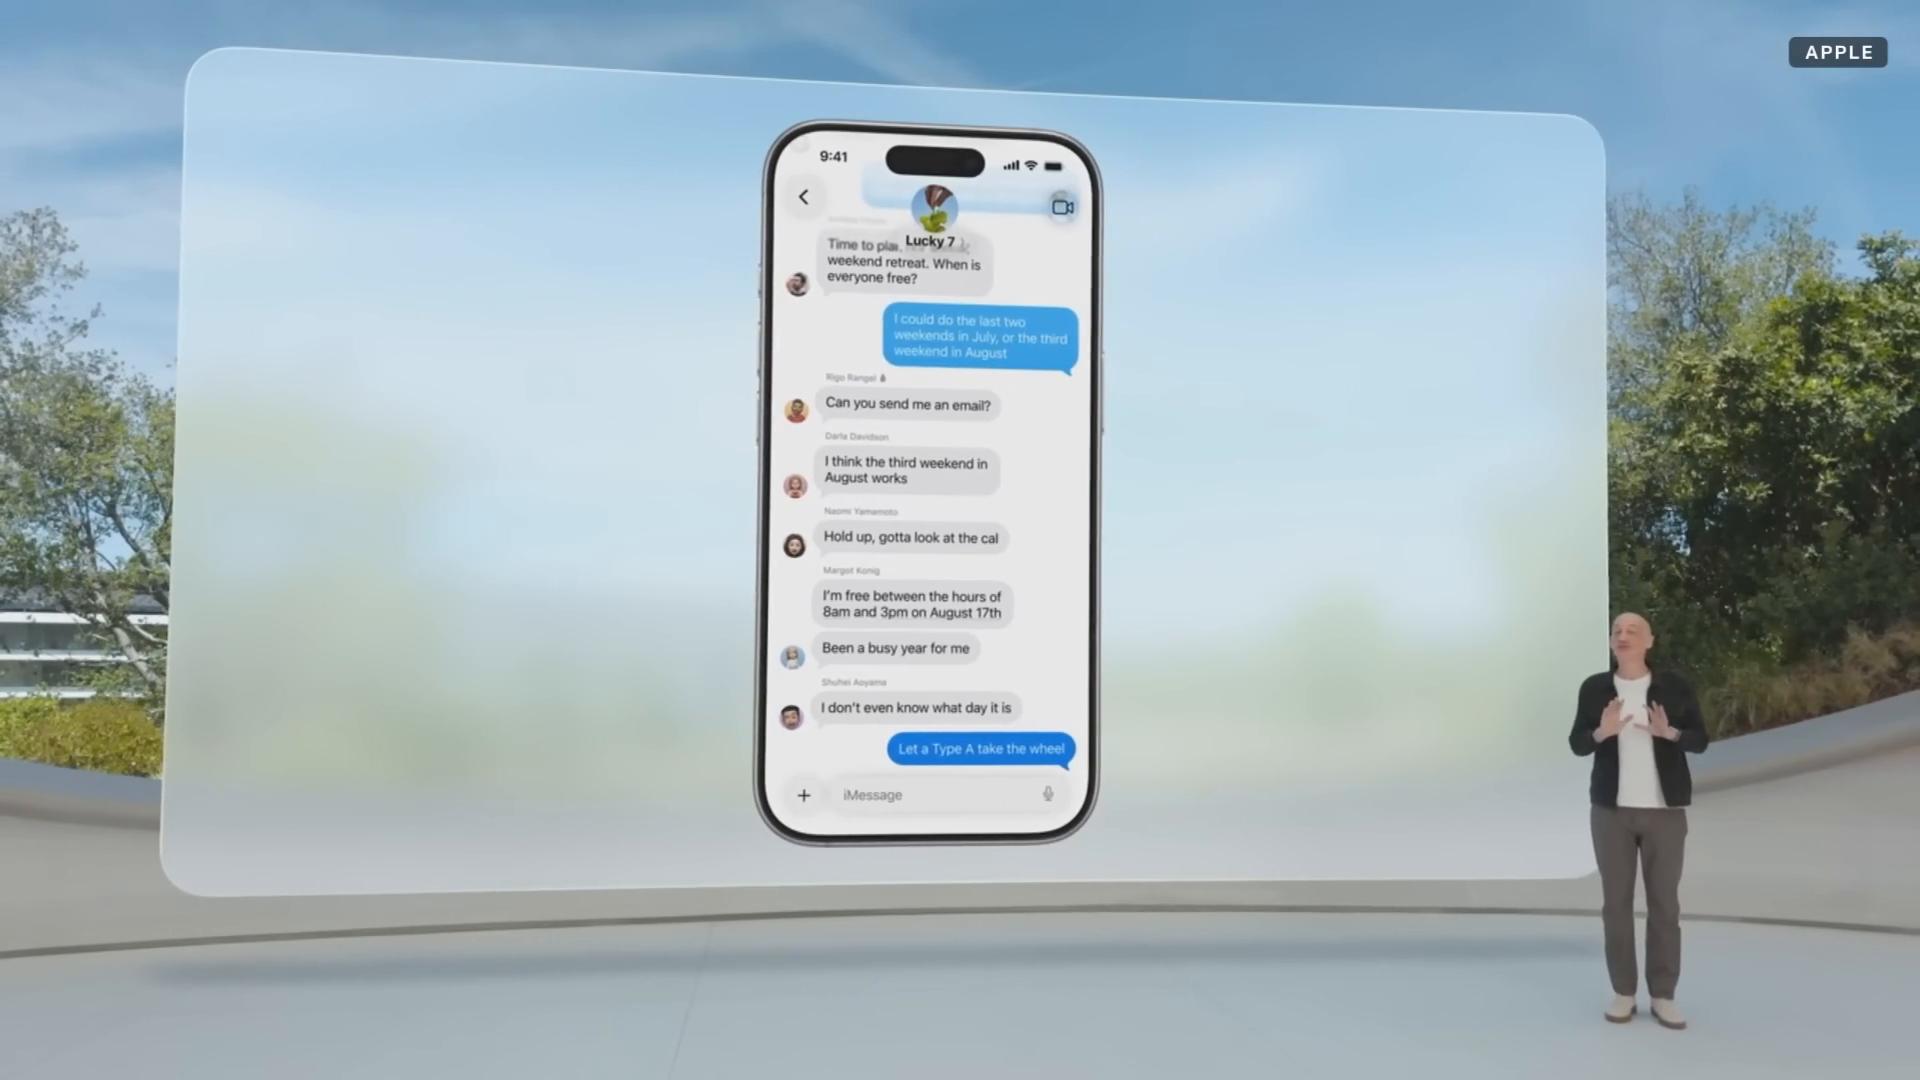 APPLE
9:41
Lucky 7
Time to
weekend retreat. When is
everyone free?
I could do the last two
weekends in July, or the third
weekend in August
Rigo Rangel
Can you send me an email?
Darla Davidson
I think the third weekend in
August works
Naomi Yamamoto
Hold up, gotta look at the cal
Margot Konig
I'm free between the hours of
8am and 3pm on August 17th
Been a busy year for me
Shuhei Aoyama
I don't even know what day it is
Let a Type A take the wheel
iMessage